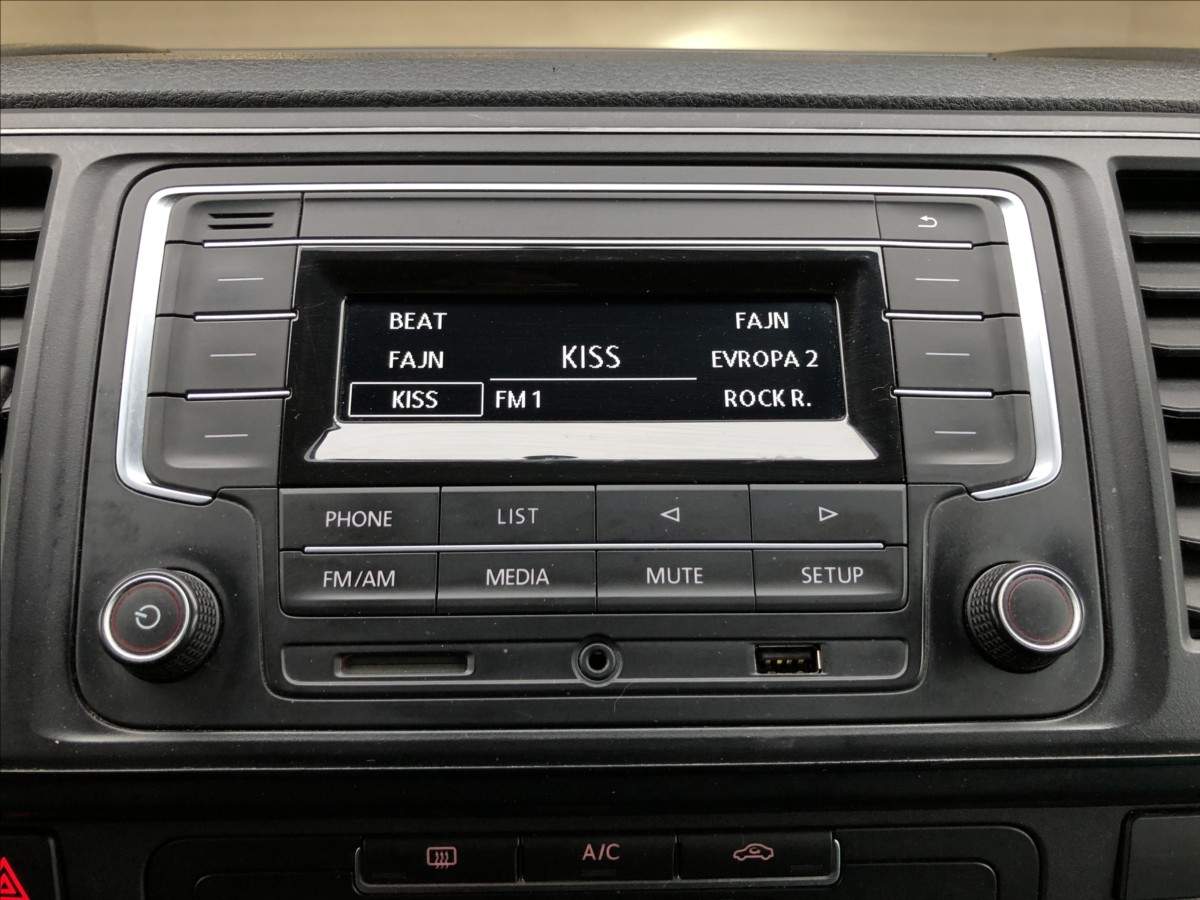 BEAT FAJN
FAJN KISS EVROPA 2
KISS FM 1 ROCK R.
PHONE LIST
FM/AM MEDIA MUTE SETUP
A/C